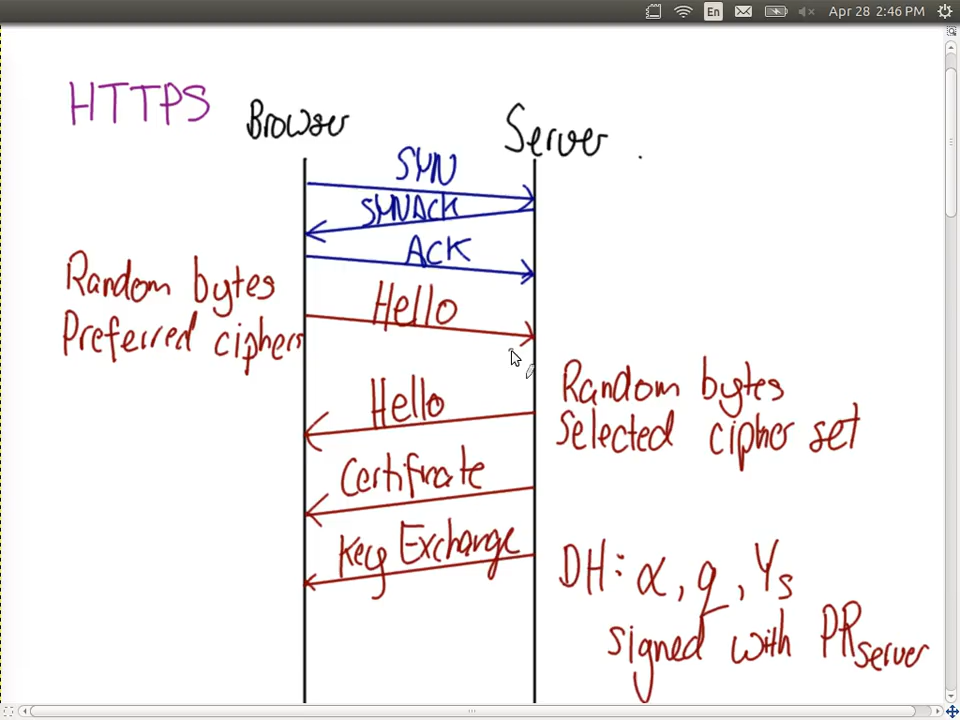 En
Apr 28 2:46 PM
HTTPS
Browser
Server
SYN
SYNACK
ACK
Random bytes
Preferred ciphers
Hello
Hello
Random bytes
Selected cipher set
Certificate
Key Exchange
DH: α, q, Ys
signed with PRserver